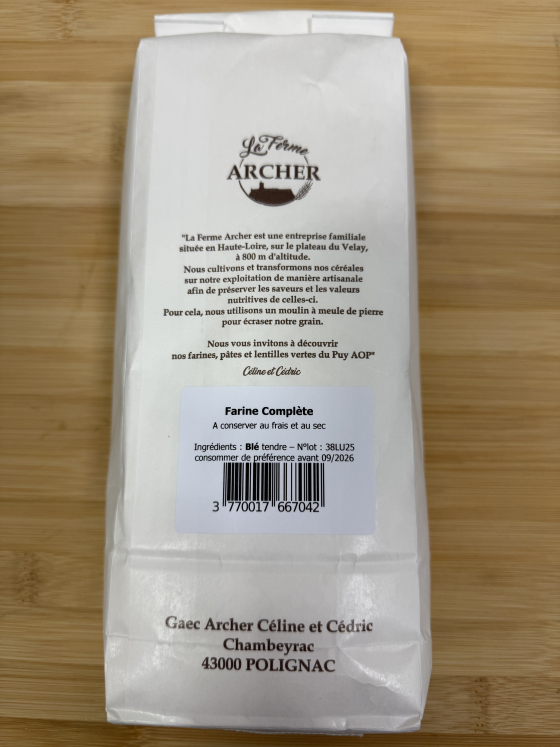 La Ferme
ARCHER
"La Ferme Archer est une entreprise familiale
située en Haute-Loire, sur le plateau du Velay,
à 800 m d'altitude.
Nous cultivons et transformons nos céréales
sur notre exploitation de manière artisanale
afin de préserver les saveurs et les valeurs
nutritives de celles-ci.
Pour cela, nous utilisons un moulin à meule de pierre
pour écraser notre grain.
Nous vous invitons à découvrir
nos farines, pâtes et lentilles vertes du Puy AOP"
Céline et Cédric
Farine Complète
A conserver au frais et au sec
Ingrédients : Blé tendre – N°lot : 38LU25
consommer de préférence avant 09/2026
3 770017 667042
Gaec Archer Céline et Cédric
Chambeyrac
43000 POLIGNAC